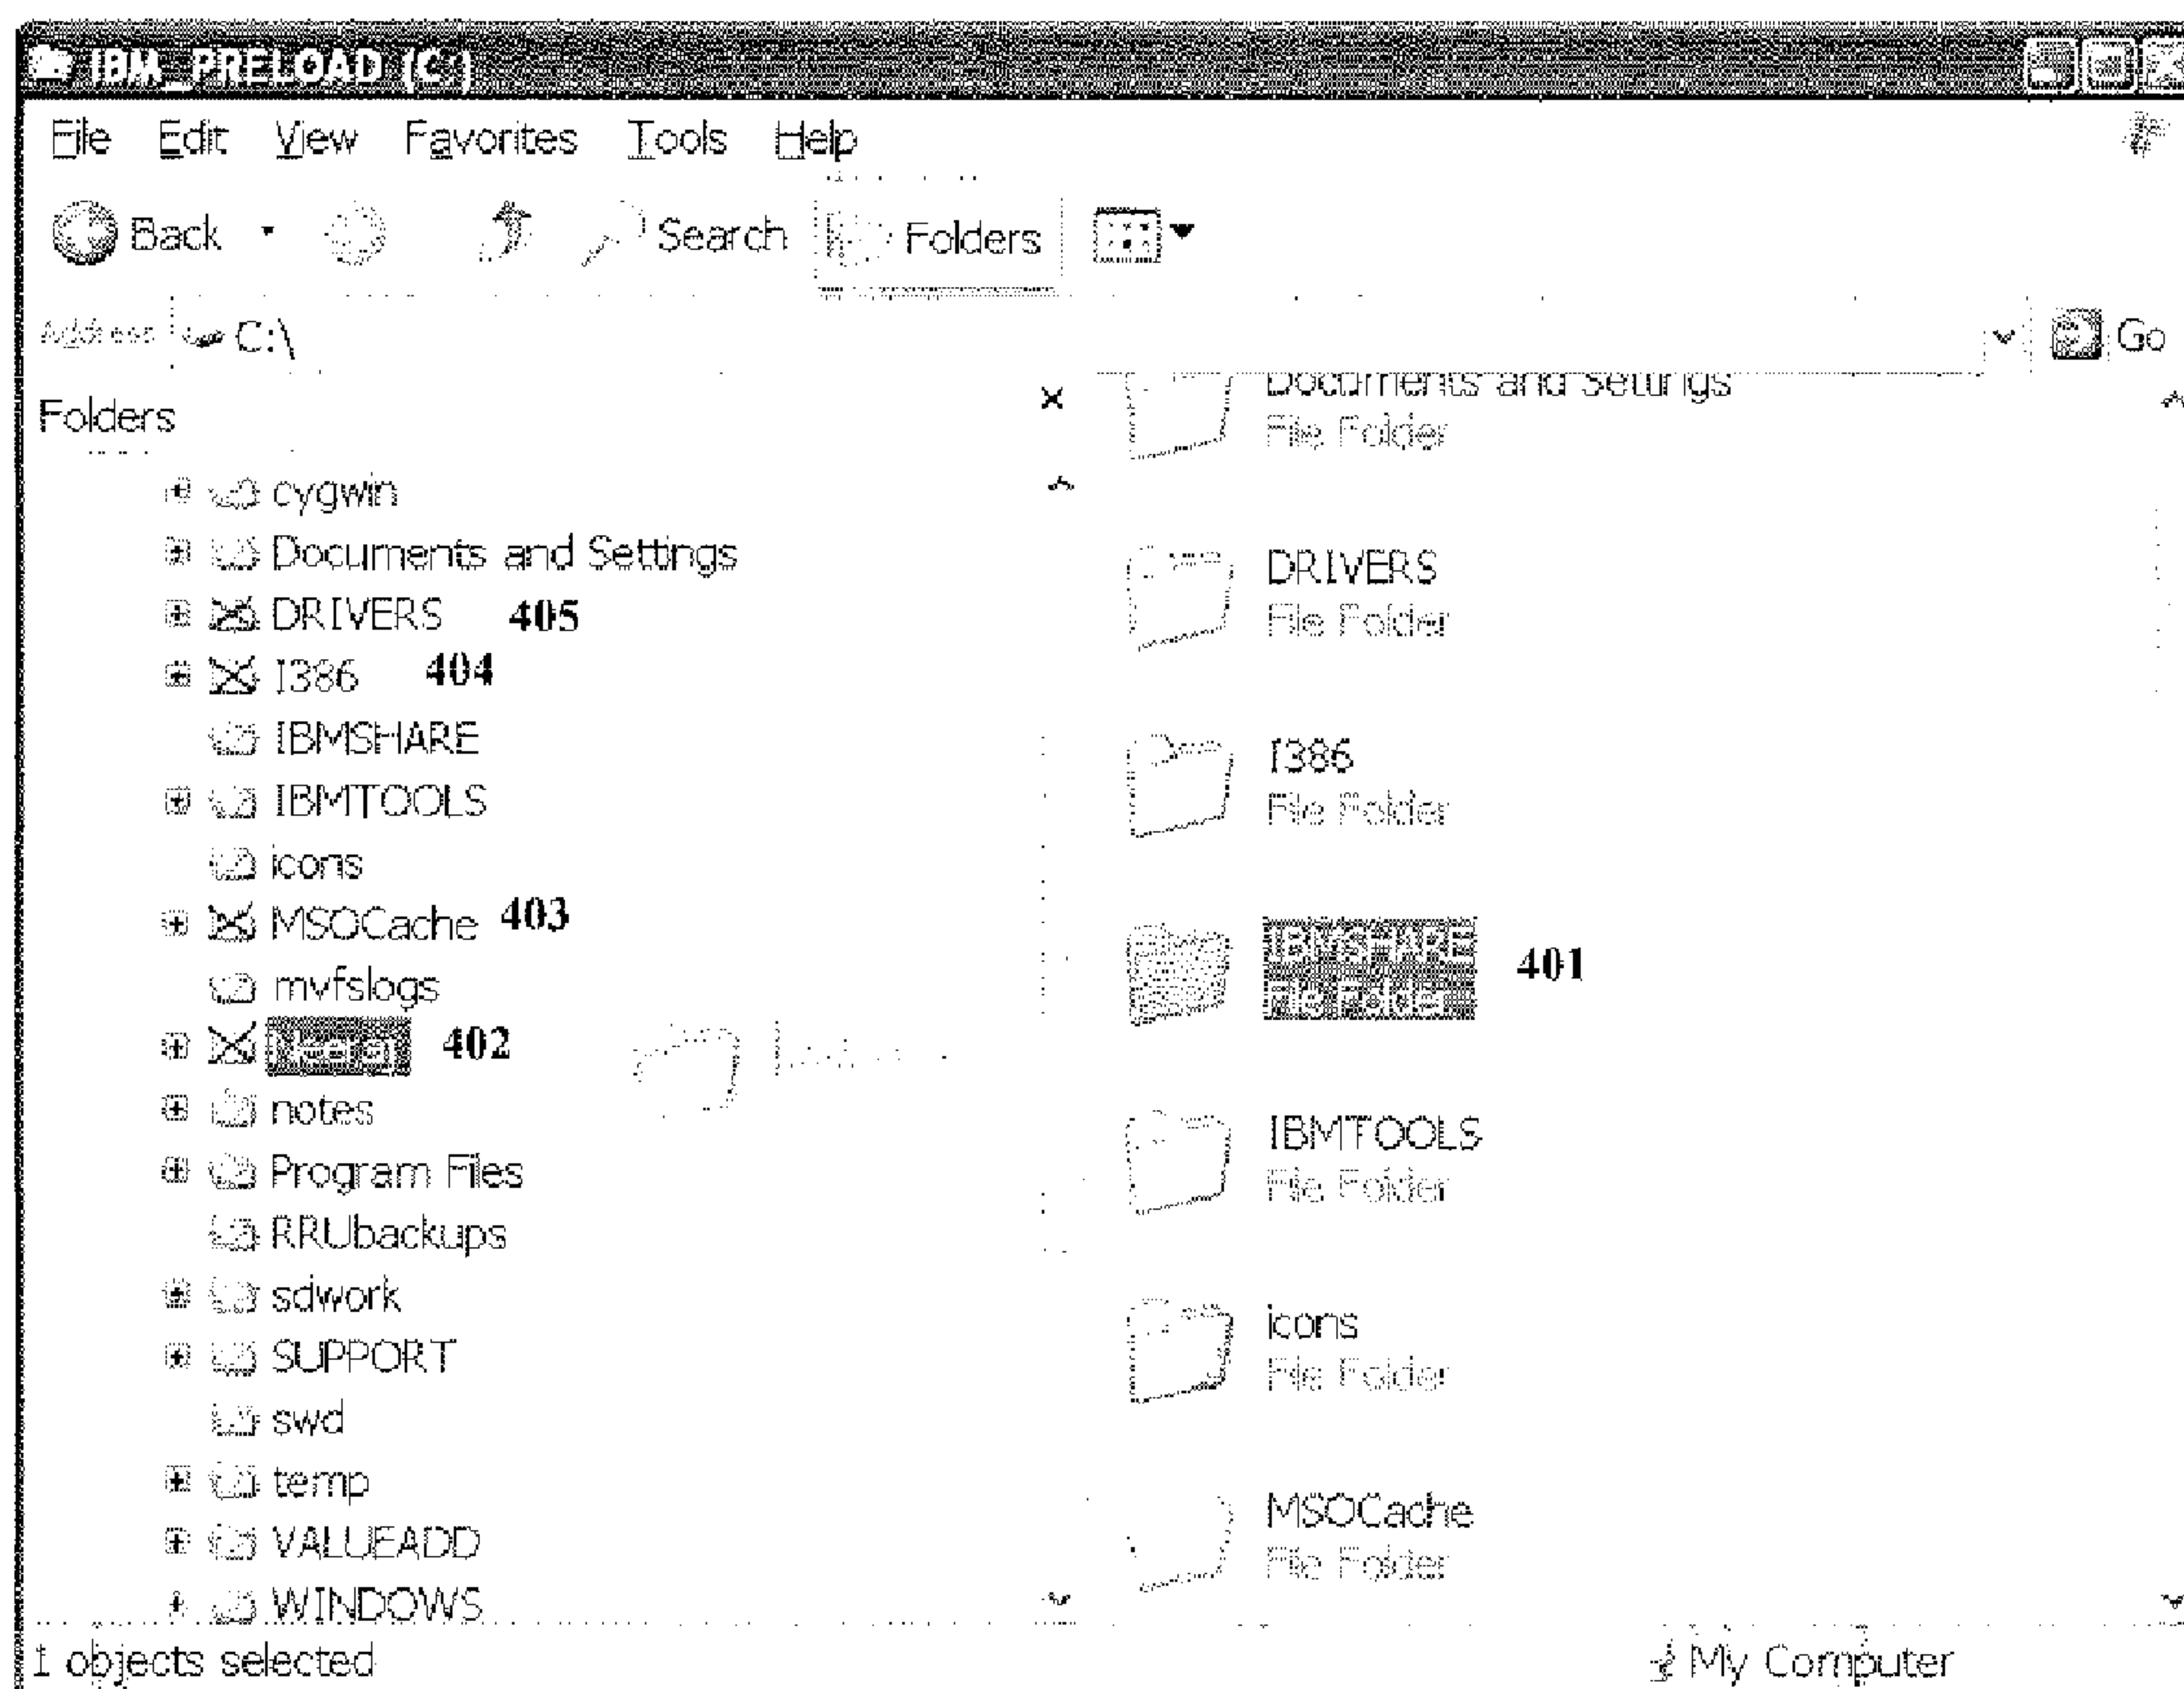 IBM_PRELOAD (C:)
File Edit View Favorites Tools Help
Back Search Folders
Address C:\ Go
Folders
cygwin
Documents and Settings
DRIVERS 405
I386 404
IBMSHARE
IBMTOOLS
icons
MSOCache 403
mvfslogs
Neeraj 402
notes
Program Files
RRUbackups
sdwork
SUPPORT
swd
temp
VALUEADD
WINDOWS
Documents and Settings
File Folder
DRIVERS
File Folder
I386
File Folder
IBMSHARE 401
File Folder
IBMTOOLS
File Folder
icons
File Folder
MSOCache
File Folder
1 objects selected
My Computer